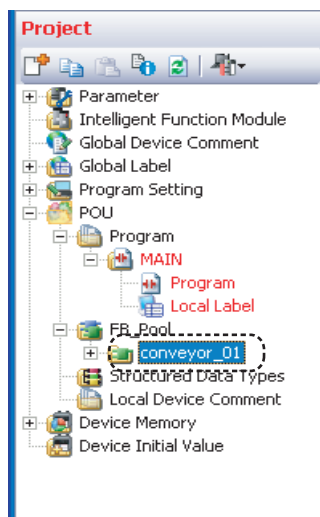 Project
Parameter
Intelligent Function Module
Global Device Comment
Global Label
Program Setting
POU
Program
MAIN
Program
Local Label
FB_Pool
conveyor_01
Structured Data Types
Local Device Comment
Device Memory
Device Initial Value